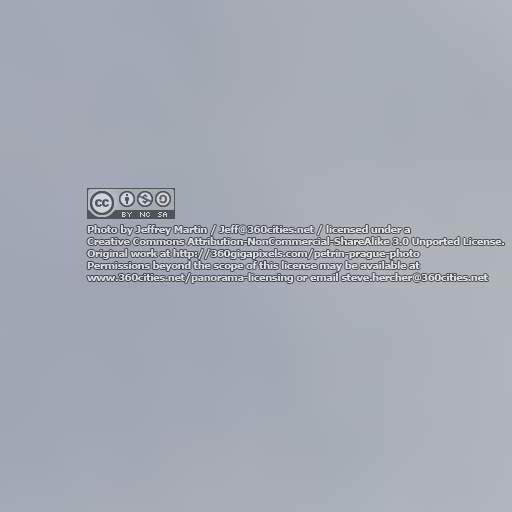 cc
BY NC SA
Photo by Jeffrey Martin / Jeff@360cities.net / licensed under a
Creative Commons Attribution-NonCommercial-ShareAlike 3.0 Unported License.
Original work at http://360gigapixels.com/petrin-prague-photo
Permissions beyond the scope of this license may be available at
www.360cities.net/panorama-licensing or email steve.hercher@360cities.net